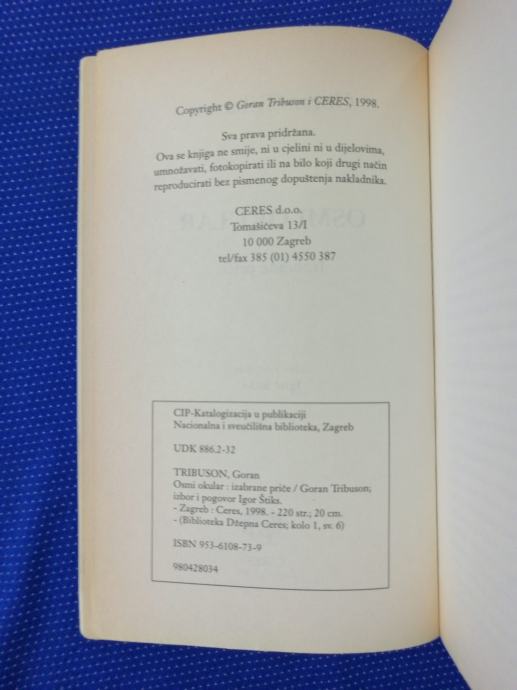 Copyright © Goran Tribuson i CERES, 1998.
Sva prava pridržana.
Ova se knjiga ne smije, ni u cjelini ni u dijelovima,
umnožavati, fotokopirati ili na bilo koji drugi način
reproducirati bez pismenog dopuštenja nakladnika.
CERES d.o.o.
Tomašićeva 13/I
10 000 Zagreb
tel/fax 385 (01) 4550 387
CIP-Katalogizacija u publikaciji
Nacionalna i sveučilišna biblioteka, Zagreb
UDK 886.2-32
TRIBUSON, Goran
Osmi okular : izabrane priče / Goran Tribuson;
izbor i pogovor Igor Štiks.
- Zagreb : Ceres, 1998. - 220 str.; 20 cm.
- (Biblioteka Džepna Ceres; kolo 1, sv. 6)
ISBN 953-6108-73-9
980428034